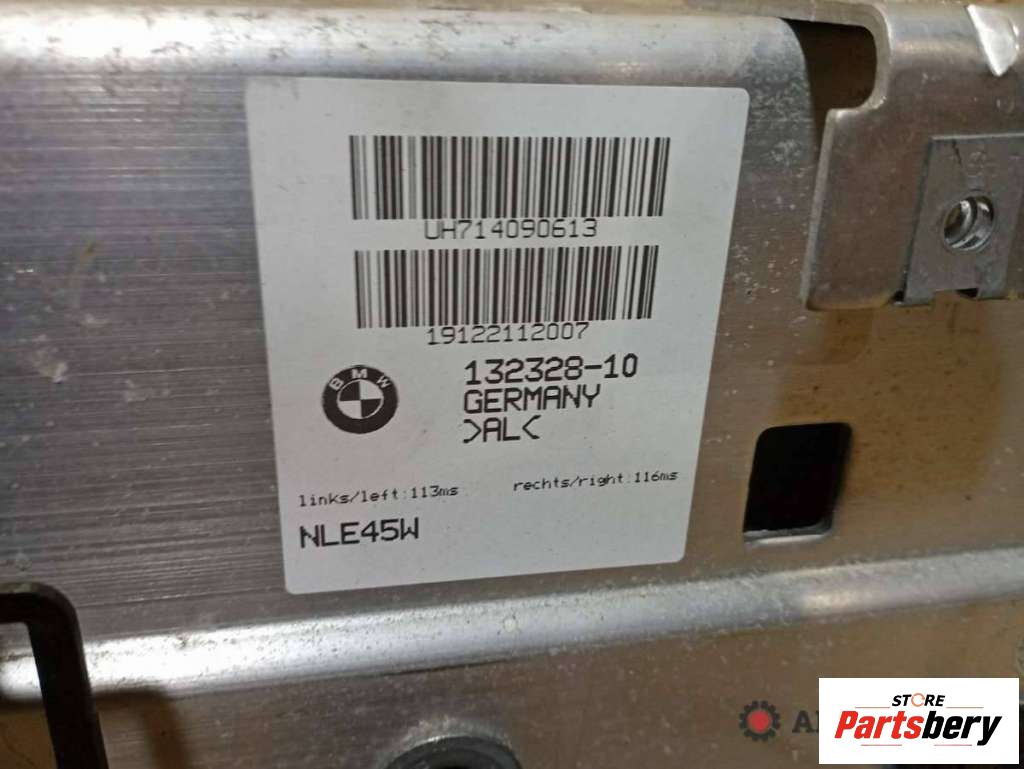 UH714090613
19122112007
BMW
132328-10
GERMANY
>AL<
links/left:113ms
rechts/right:116ms
NLE45W
STORE
Partsbery